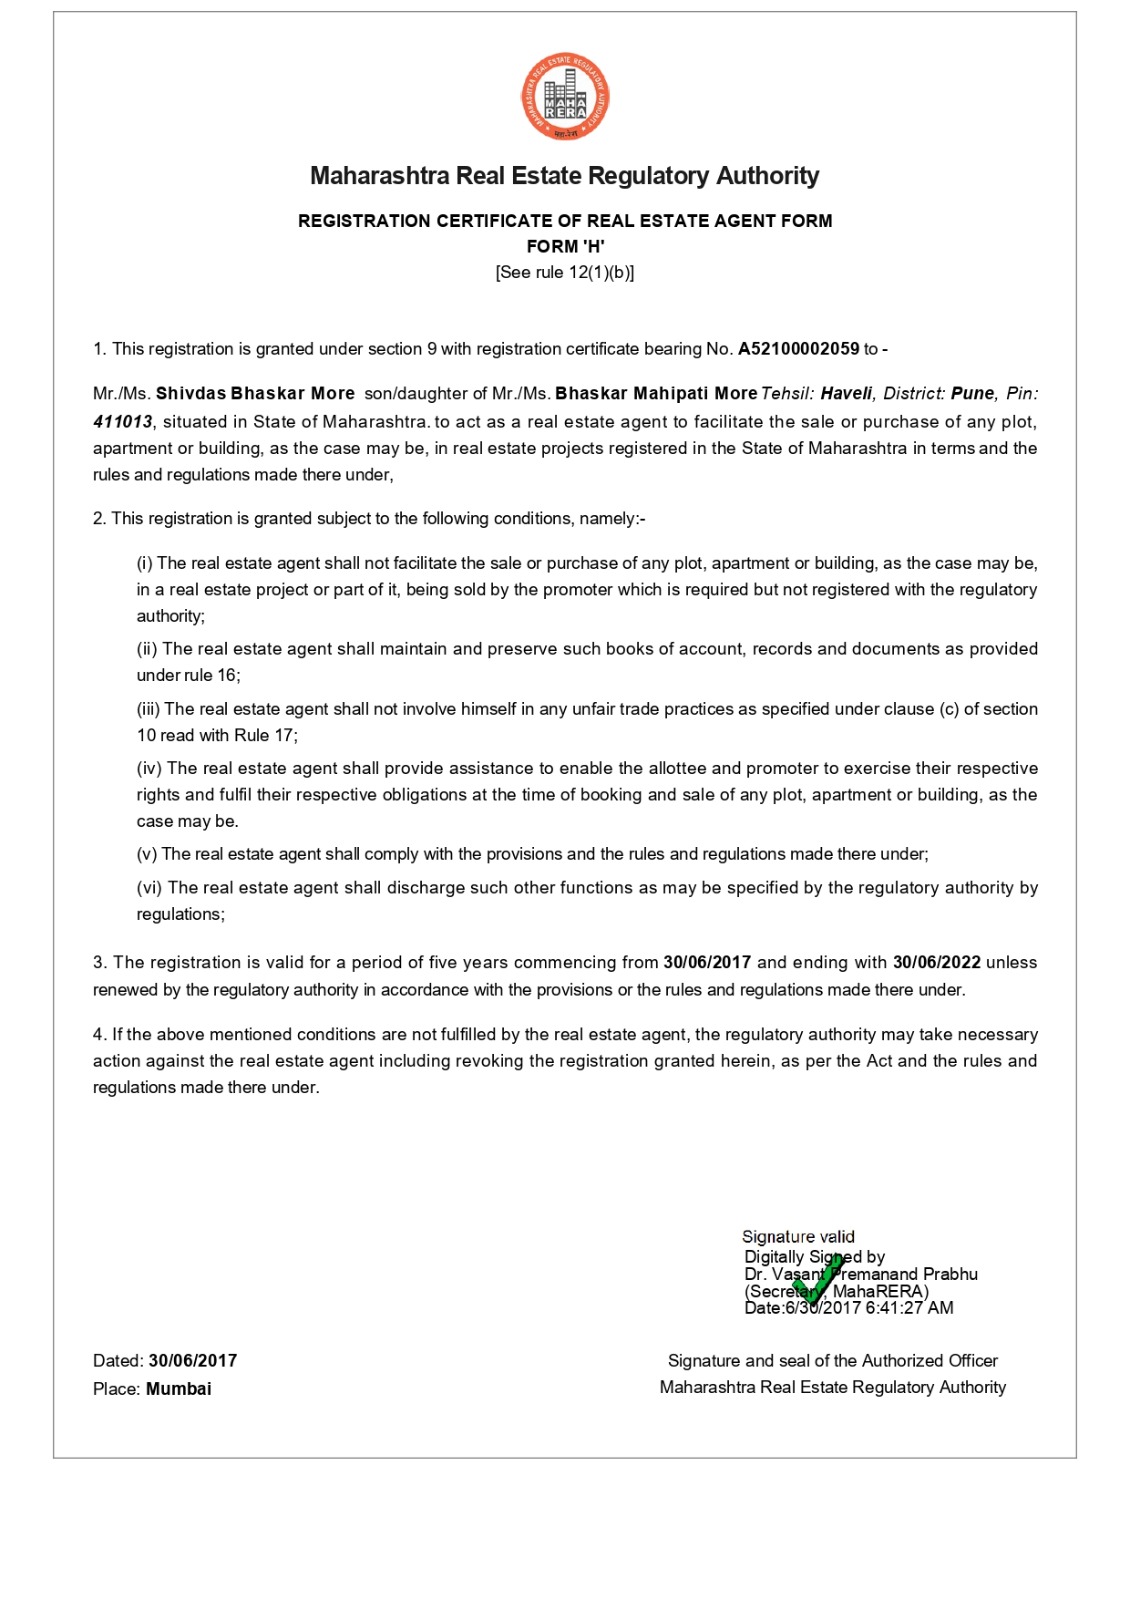 MAHARASHTRA REAL ESTATE REGULATORY AUTHORITY
MAHA
RERA
महा-रेरा
Maharashtra Real Estate Regulatory Authority
REGISTRATION CERTIFICATE OF REAL ESTATE AGENT FORM
FORM 'H'
[See rule 12(1)(b)]
1. This registration is granted under section 9 with registration certificate bearing No. A52100002059 to -
Mr./Ms. Shivdas Bhaskar More son/daughter of Mr./Ms. Bhaskar Mahipati More Tehsil: Haveli, District: Pune, Pin:
411013, situated in State of Maharashtra. to act as a real estate agent to facilitate the sale or purchase of any plot,
apartment or building, as the case may be, in real estate projects registered in the State of Maharashtra in terms and the
rules and regulations made there under,
2. This registration is granted subject to the following conditions, namely:-
(i) The real estate agent shall not facilitate the sale or purchase of any plot, apartment or building, as the case may be,
in a real estate project or part of it, being sold by the promoter which is required but not registered with the regulatory
authority;
(ii) The real estate agent shall maintain and preserve such books of account, records and documents as provided
under rule 16;
(iii) The real estate agent shall not involve himself in any unfair trade practices as specified under clause (c) of section
10 read with Rule 17;
(iv) The real estate agent shall provide assistance to enable the allottee and promoter to exercise their respective
rights and fulfil their respective obligations at the time of booking and sale of any plot, apartment or building, as the
case may be.
(v) The real estate agent shall comply with the provisions and the rules and regulations made there under;
(vi) The real estate agent shall discharge such other functions as may be specified by the regulatory authority by
regulations;
3. The registration is valid for a period of five years commencing from 30/06/2017 and ending with 30/06/2022 unless
renewed by the regulatory authority in accordance with the provisions or the rules and regulations made there under.
4. If the above mentioned conditions are not fulfilled by the real estate agent, the regulatory authority may take necessary
action against the real estate agent including revoking the registration granted herein, as per the Act and the rules and
regulations made there under.
Signature valid
Digitally Signed by
Dr. Vasant Premanand Prabhu
(Secretary, MahaRERA)
Date:6/30/2017 6:41:27 AM
Dated: 30/06/2017
Place: Mumbai
Signature and seal of the Authorized Officer
Maharashtra Real Estate Regulatory Authority